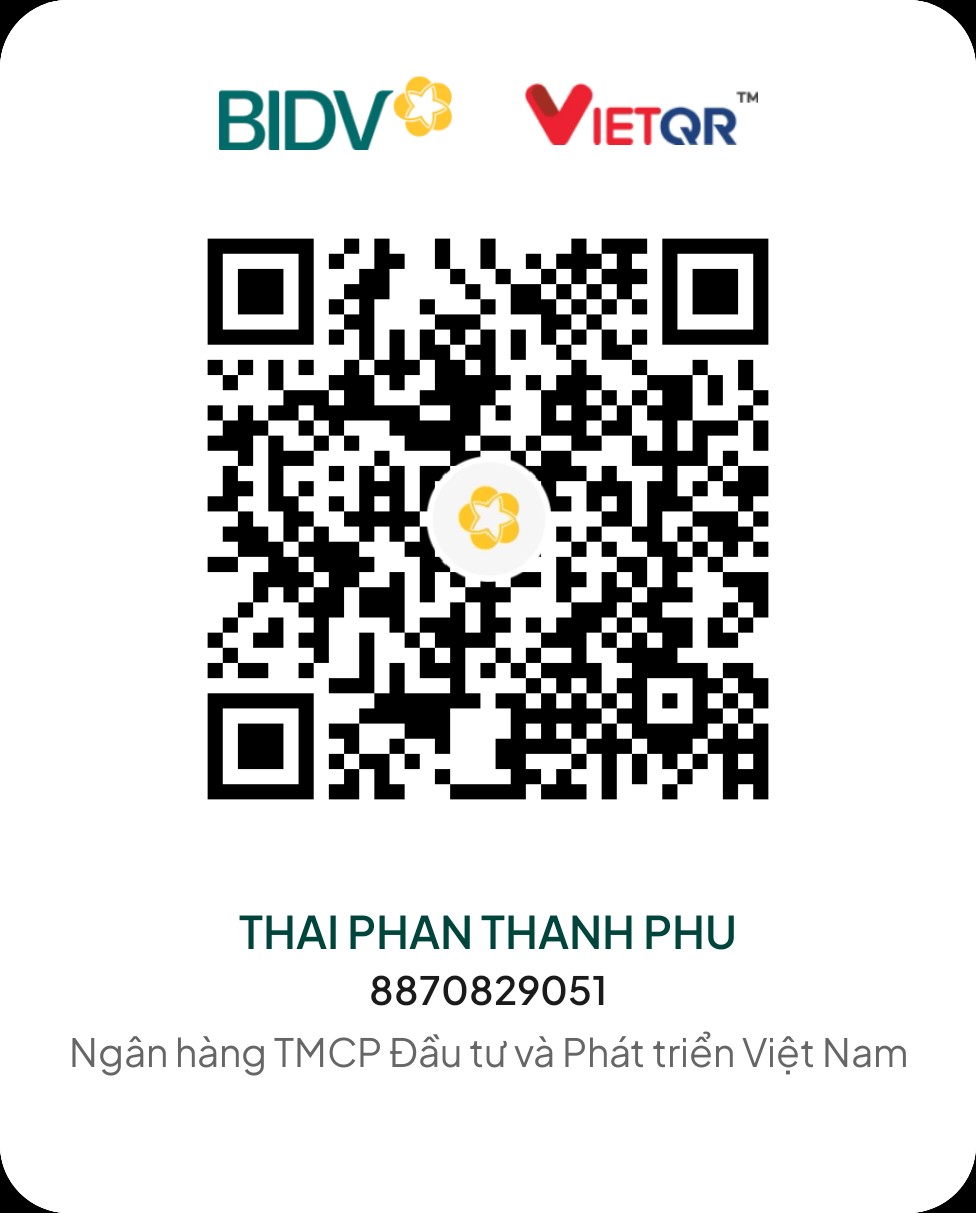 BIDV VIETQR™
THAI PHAN THANH PHU
8870829051
Ngân hàng TMCP Đầu tư và Phát triển Việt Nam